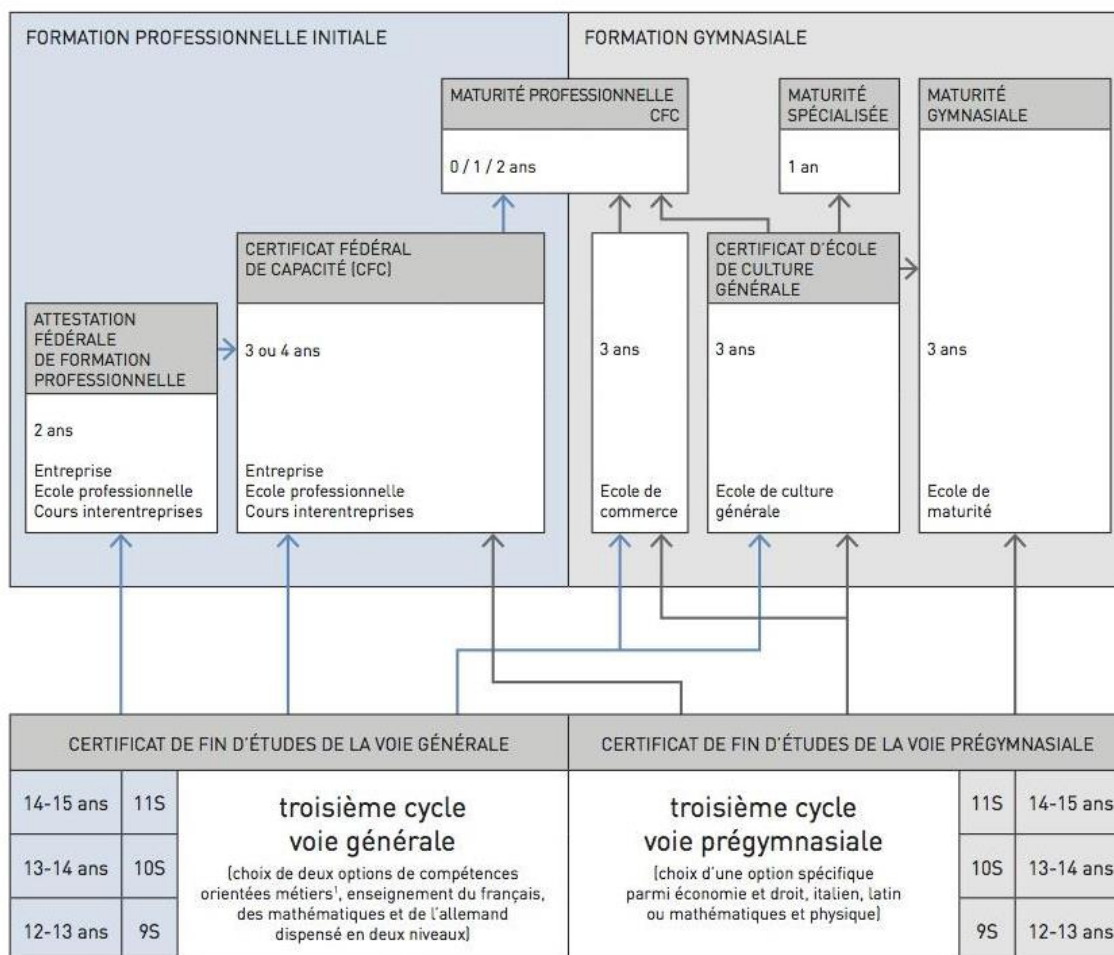 FORMATION PROFESSIONNELLE INITIALE
FORMATION GYMNASIALE
MATURITÉ PROFESSIONNELLE
CFC
0 / 1 / 2 ans
MATURITÉ
SPÉCIALISÉE
1 an
MATURITÉ
GYMNASIALE
3 ans
Ecole de
maturité
CERTIFICAT FÉDÉRAL
DE CAPACITÉ (CFC)
3 ou 4 ans
Entreprise
Ecole professionnelle
Cours interentreprises
3 ans
Ecole de
commerce
CERTIFICAT D'ÉCOLE
DE CULTURE
GÉNÉRALE
3 ans
Ecole de culture
générale
ATTESTATION
FÉDÉRALE
DE FORMATION
PROFESSIONNELLE
2 ans
Entreprise
Ecole professionnelle
Cours interentreprises
CERTIFICAT DE FIN D'ÉTUDES DE LA VOIE GÉNÉRALE
CERTIFICAT DE FIN D'ÉTUDES DE LA VOIE PRÉGYMNASIALE
14-15 ans 11S
13-14 ans 10S
12-13 ans 9S
troisième cycle
voie générale
(choix de deux options de compétences
orientées métiers¹, enseignement du français,
des mathématiques et de l'allemand
dispensé en deux niveaux)
troisième cycle
voie prégymnasiale
(choix d'une option spécifique
parmi économie et droit, italien, latin
ou mathématiques et physique)
11S 14-15 ans
10S 13-14 ans
9S 12-13 ans